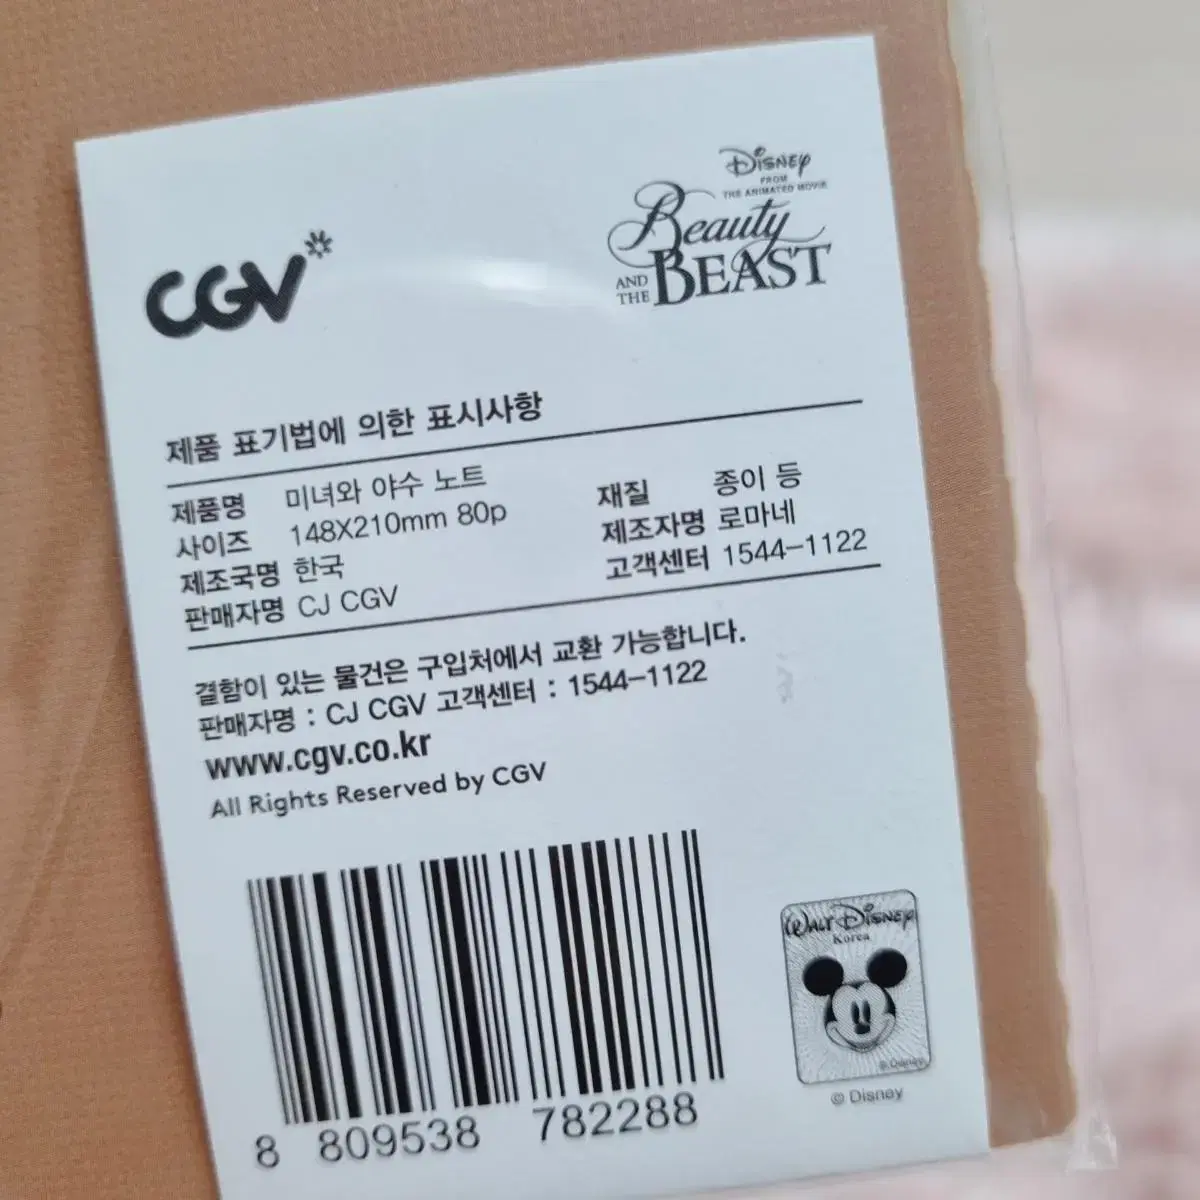 CGV
DISNEY
FROM
THE ANIMATED MOVIE
Beauty
AND THE BEAST
제품 표기법에 의한 표시사항
제품명 미녀와 야수 노트
사이즈 148X210mm 80p
제조국명 한국
판매자명 CJ CGV
재질 종이 등
제조자명 로마네
고객센터 1544-1122
결함이 있는 물건은 구입처에서 교환 가능합니다.
판매자명 : CJ CGV 고객센터 : 1544-1122
www.cgv.co.kr
All Rights Reserved by CGV
8 809538 782288
WALT DISNEY
Korea
© Disney
© Disney